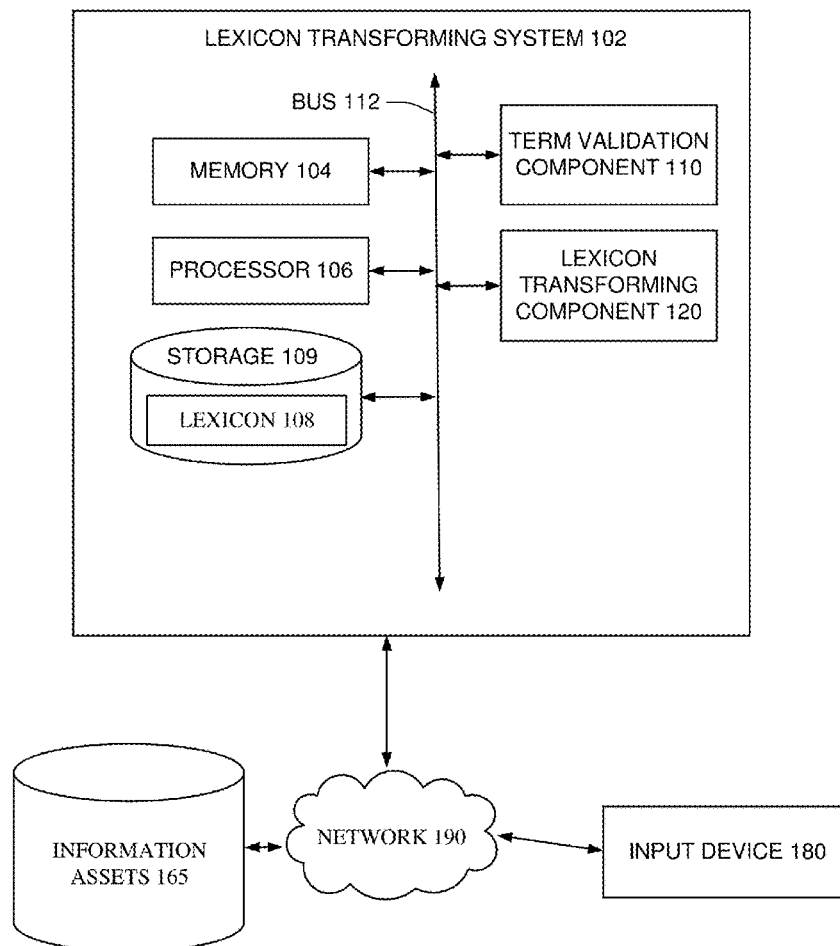 LEXICON TRANSFORMING SYSTEM 102
BUS 112
MEMORY 104
TERM VALIDATION
COMPONENT 110
PROCESSOR 106
LEXICON
TRANSFORMING
COMPONENT 120
STORAGE 109
LEXICON 108
INFORMATION
ASSETS 165
NETWORK 190
INPUT DEVICE 180